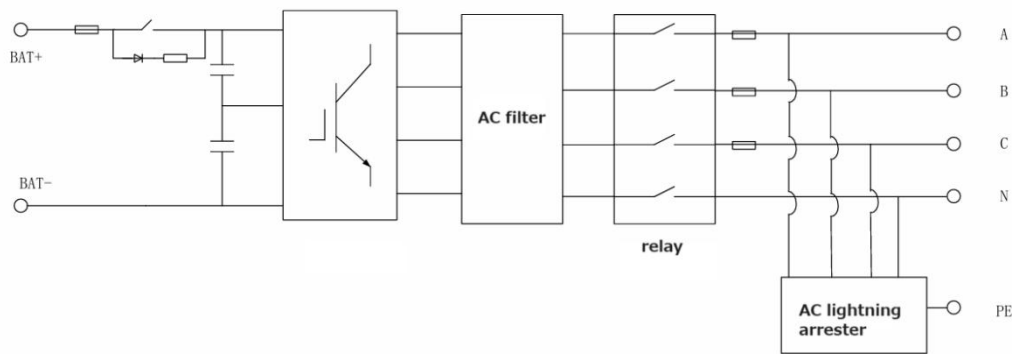 BAT+
BAT-
AC filter
relay
A
B
C
N
AC lightning
arrester
PE